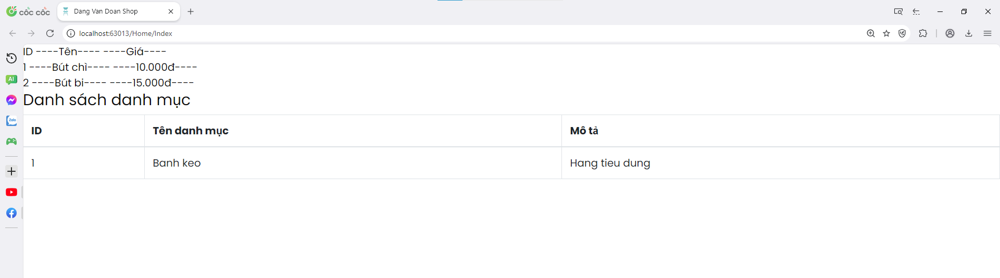 cốc cốc
Dang Van Doan Shop
localhost:63013/Home/Index
ID ----Tên---- ----Giá----
1 ----Bút chì---- ----10.000đ----
2 ----Bút bi---- ----15.000đ----
Danh sách danh mục
ID Tên danh mục Mô tả
1 Banh keo Hang tieu dung
AI
Zalo